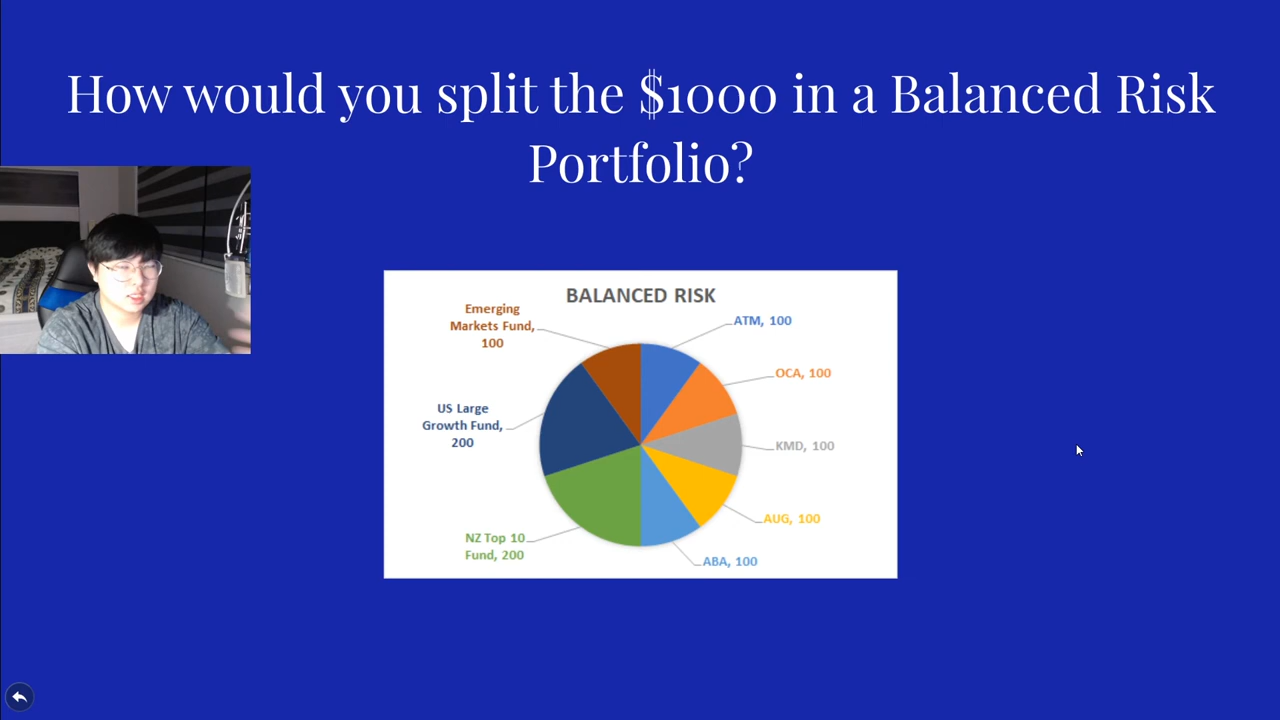 How would you split the $1000 in a Balanced Risk
Portfolio?
BALANCED RISK
Emerging
Markets Fund,
100
ATM, 100
OCA, 100
US Large
Growth Fund,
200
KMD, 100
AUG, 100
NZ Top 10
Fund, 200
ABA, 100